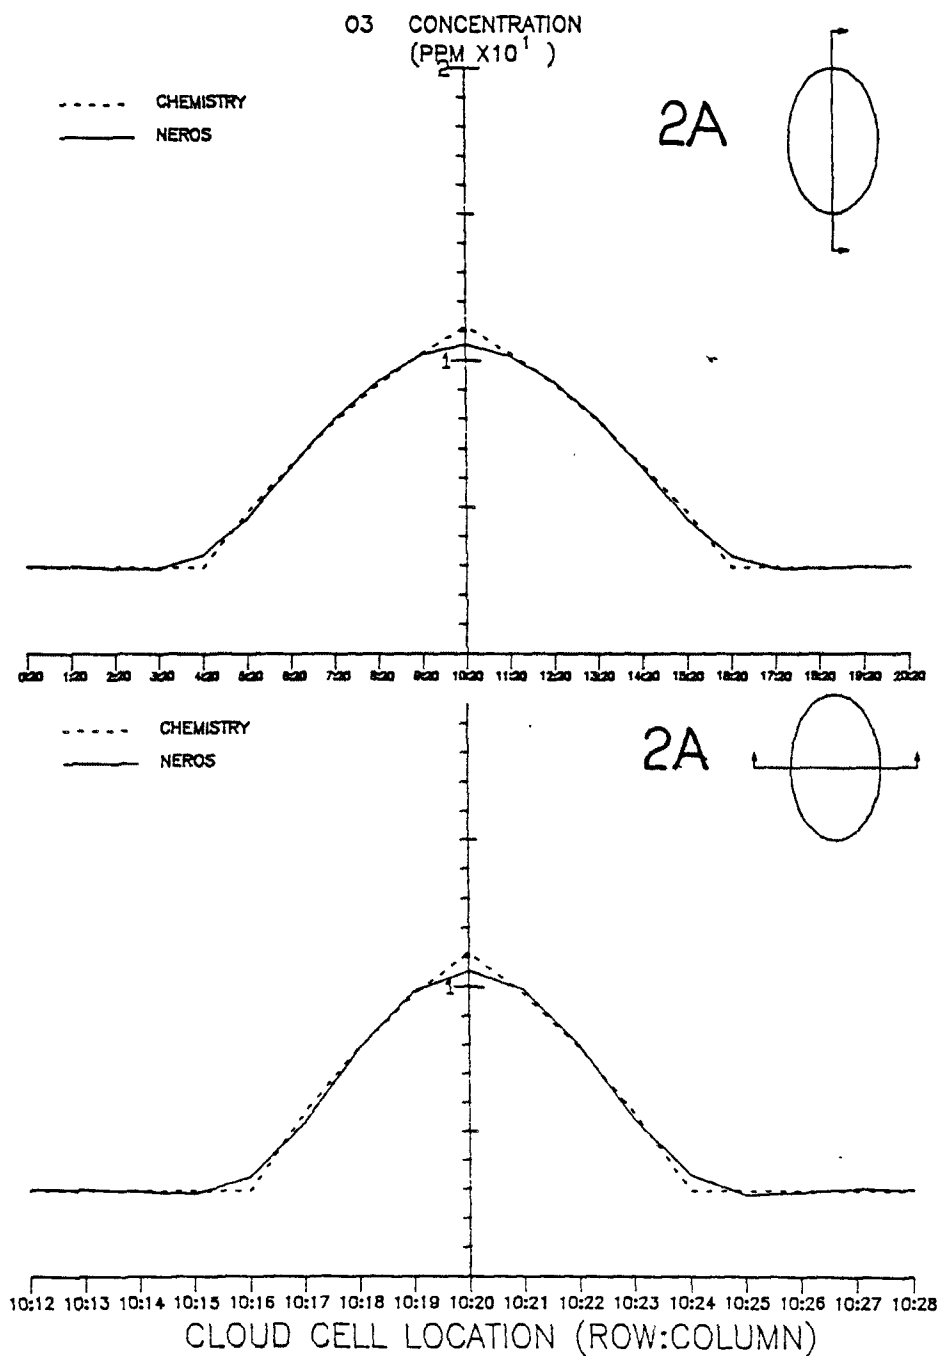 O3 CONCENTRATION
(PPM X10¹)
2
CHEMISTRY
NEROS
2A
1
0:20 1:20 2:20 3:20 4:20 5:20 6:20 7:20 8:20 9:20 10:20 11:20 12:20 13:20 14:20 15:20 16:20 17:20 18:20 19:20 20:20
CHEMISTRY
NEROS
2A
1
10:12 10:13 10:14 10:15 10:16 10:17 10:18 10:19 10:20 10:21 10:22 10:23 10:24 10:25 10:26 10:27 10:28
CLOUD CELL LOCATION (ROW:COLUMN)